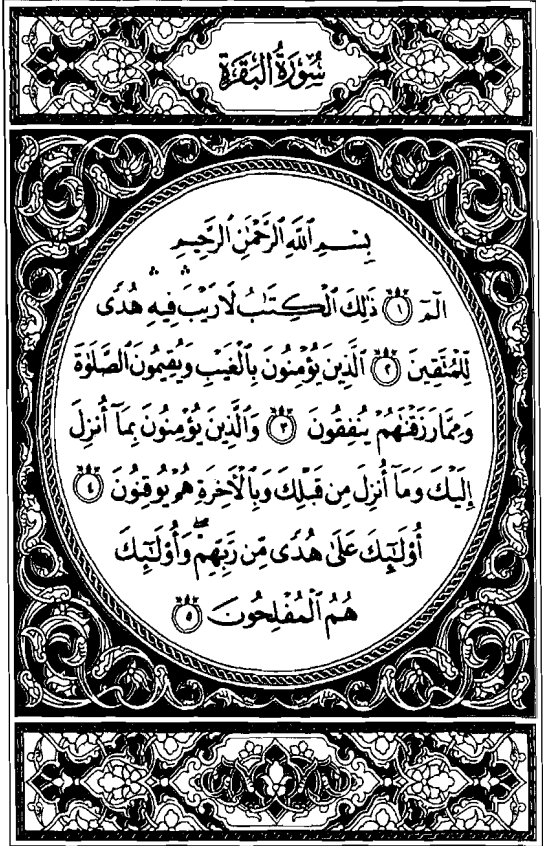 سُورَةُ الْبَقَرَةِ
بِسْمِ ٱللَّهِ ٱلرَّحْمَٰنِ ٱلرَّحِيمِ
الٓمٓ ۝١ ذَٰلِكَ ٱلْكِتَٰبُ لَا رَيْبَ ۛ فِيهِ ۛ هُدًى
لِّلْمُتَّقِينَ ۝٢ ٱلَّذِينَ يُؤْمِنُونَ بِٱلْغَيْبِ وَيُقِيمُونَ ٱلصَّلَوٰةَ
وَمِمَّا رَزَقْنَٰهُمْ يُنفِقُونَ ۝٣ وَٱلَّذِينَ يُؤْمِنُونَ بِمَآ أُنزِلَ
إِلَيْكَ وَمَآ أُنزِلَ مِن قَبْلِكَ وَبِٱلْأَخِرَةِ هُمْ يُوقِنُونَ ۝٤
أُو۟لَٰٓئِكَ عَلَىٰ هُدًى مِّن رَّبِّهِمْ ۖ وَأُو۟لَٰٓئِكَ
هُمُ ٱلْمُفْلِحُونَ ۝٥